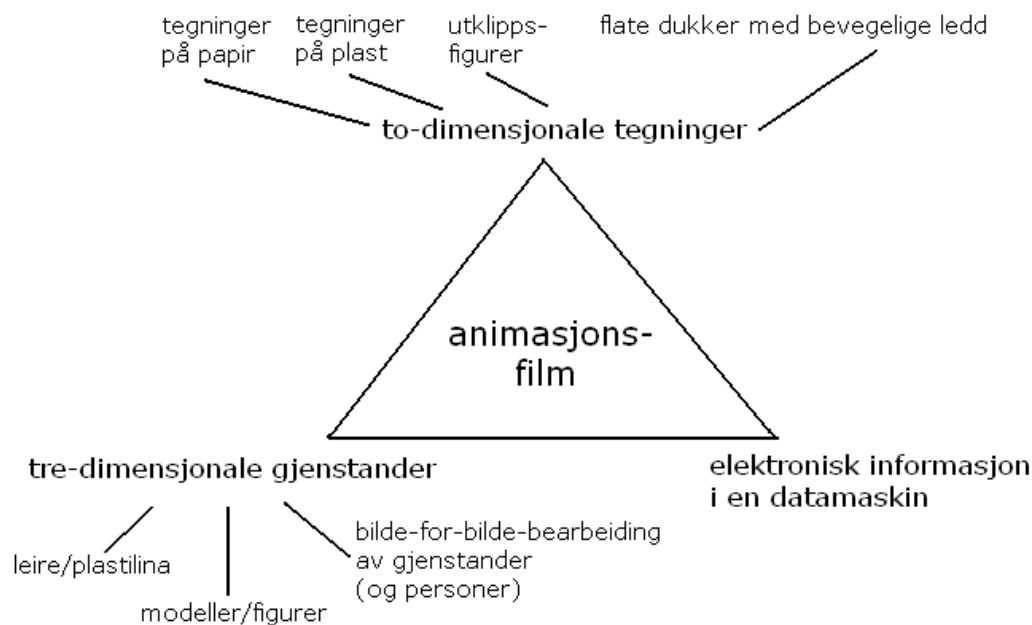 tegninger
på papir
tegninger
på plast
utklipps-
figurer
flate dukker med bevegelige ledd
to-dimensjonale tegninger
animasjons-
film
tre-dimensjonale gjenstander
elektronisk informasjon
i en datamaskin
leire/plastilina
modeller/figurer
bilde-for-bilde-bearbeiding
av gjenstander
(og personer)